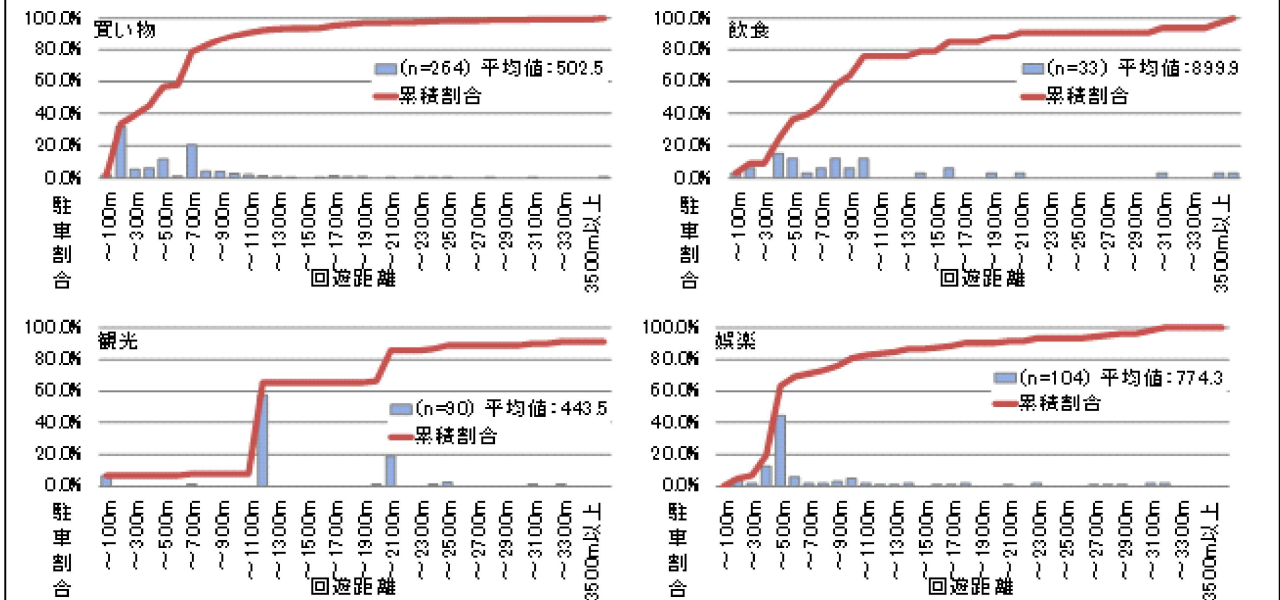 買い物
100.0%
80.0%
60.0%
40.0%
20.0%
0.0%
(n=264) 平均値:502.5
累積割合
駐車割合
～100m
～300m
～500m
～700m
～900m
～1100m
～1300m
～1500m
～1700m
～1900m
～2100m
～2300m
～2500m
～2700m
～2900m
～3100m
～3300m
3500m以上
回遊距離
飲食
100.0%
80.0%
60.0%
40.0%
20.0%
0.0%
(n=33) 平均値:899.9
累積割合
駐車割合
～100m
～300m
～500m
～700m
～900m
～1100m
～1300m
～1500m
～1700m
～1900m
～2100m
～2300m
～2500m
～2700m
～2900m
～3100m
～3300m
3500m以上
回遊距離
観光
100.0%
80.0%
60.0%
40.0%
20.0%
0.0%
(n=90) 平均値:443.5
累積割合
駐車割合
～100m
～300m
～500m
～700m
～900m
～1100m
～1300m
～1500m
～1700m
～1900m
～2100m
～2300m
～2500m
～2700m
～2900m
～3100m
～3300m
3500m以上
回遊距離
娯楽
100.0%
80.0%
60.0%
40.0%
20.0%
0.0%
(n=104) 平均値:774.3
累積割合
駐車割合
～100m
～300m
～500m
～700m
～900m
～1100m
～1300m
～1500m
～1700m
～1900m
～2100m
～2300m
～2500m
～2700m
～2900m
～3100m
～3300m
3500m以上
回遊距離